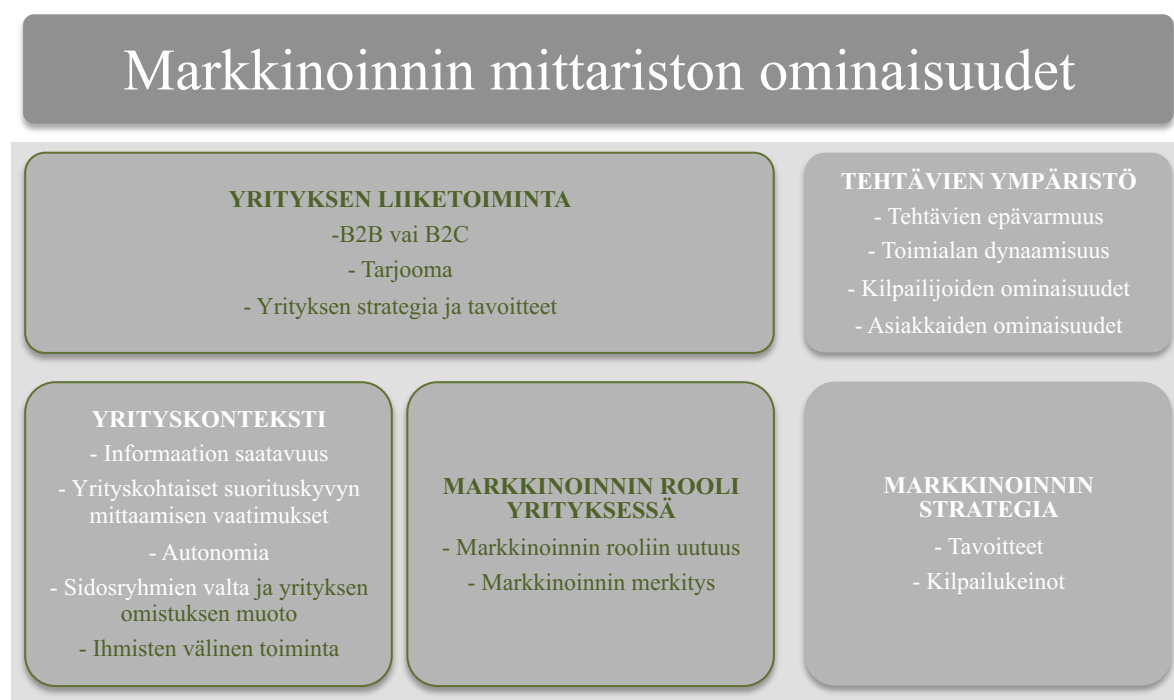 Markkinoinnin mittariston ominaisuudet
YRITYKSEN LIIKETOIMINTA
-B2B vai B2C
- Tarjooma
- Yrityksen strategia ja tavoitteet
TEHTÄVIEN YMPÄRISTÖ
- Tehtävien epävarmuus
- Toimialan dynaamisuus
- Kilpailijoiden ominaisuudet
- Asiakkaiden ominaisuudet
YRITYSKONTEKSTI
- Informaation saatavuus
- Yrityskohtaiset suorituskyvyn
mittaamisen vaatimukset
- Autonomia
- Sidosryhmien valta ja yrityksen
omistuksen muoto
- Ihmisten välinen toiminta
MARKKINOINNIN ROOLI
YRITYKSESSÄ
- Markkinoinnin rooliin uutuus
- Markkinoinnin merkitys
MARKKINOINNIN
STRATEGIA
- Tavoitteet
- Kilpailukeinot